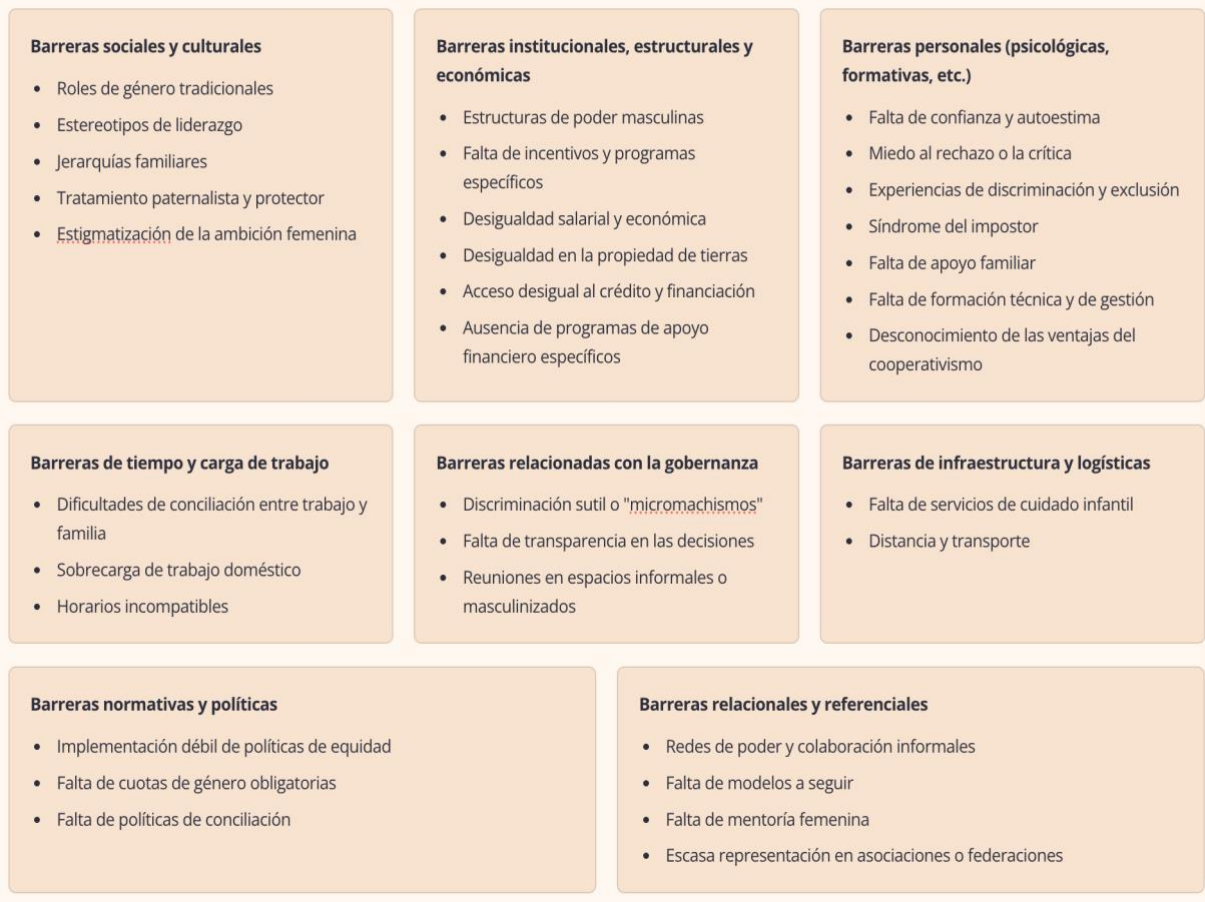 Barreras sociales y culturales
• Roles de género tradicionales
• Estereotipos de liderazgo
• Jerarquías familiares
• Tratamiento paternalista y protector
• Estigmatización de la ambición femenina
Barreras institucionales, estructurales y
económicas
• Estructuras de poder masculinas
• Falta de incentivos y programas
específicos
• Desigualdad salarial y económica
• Desigualdad en la propiedad de tierras
• Acceso desigual al crédito y financiación
• Ausencia de programas de apoyo
financiero específicos
Barreras personales (psicológicas,
formativas, etc.)
• Falta de confianza y autoestima
• Miedo al rechazo o la crítica
• Experiencias de discriminación y exclusión
• Síndrome del impostor
• Falta de apoyo familiar
• Falta de formación técnica y de gestión
• Desconocimiento de las ventajas del
cooperativismo
Barreras de tiempo y carga de trabajo
• Dificultades de conciliación entre trabajo y
familia
• Sobrecarga de trabajo doméstico
• Horarios incompatibles
Barreras relacionadas con la gobernanza
• Discriminación sutil o "micromachismos"
• Falta de transparencia en las decisiones
• Reuniones en espacios informales o
masculinizados
Barreras de infraestructura y logísticas
• Falta de servicios de cuidado infantil
• Distancia y transporte
Barreras normativas y políticas
• Implementación débil de políticas de equidad
• Falta de cuotas de género obligatorias
• Falta de políticas de conciliación
Barreras relacionales y referenciales
• Redes de poder y colaboración informales
• Falta de modelos a seguir
• Falta de mentoría femenina
• Escasa representación en asociaciones o federaciones